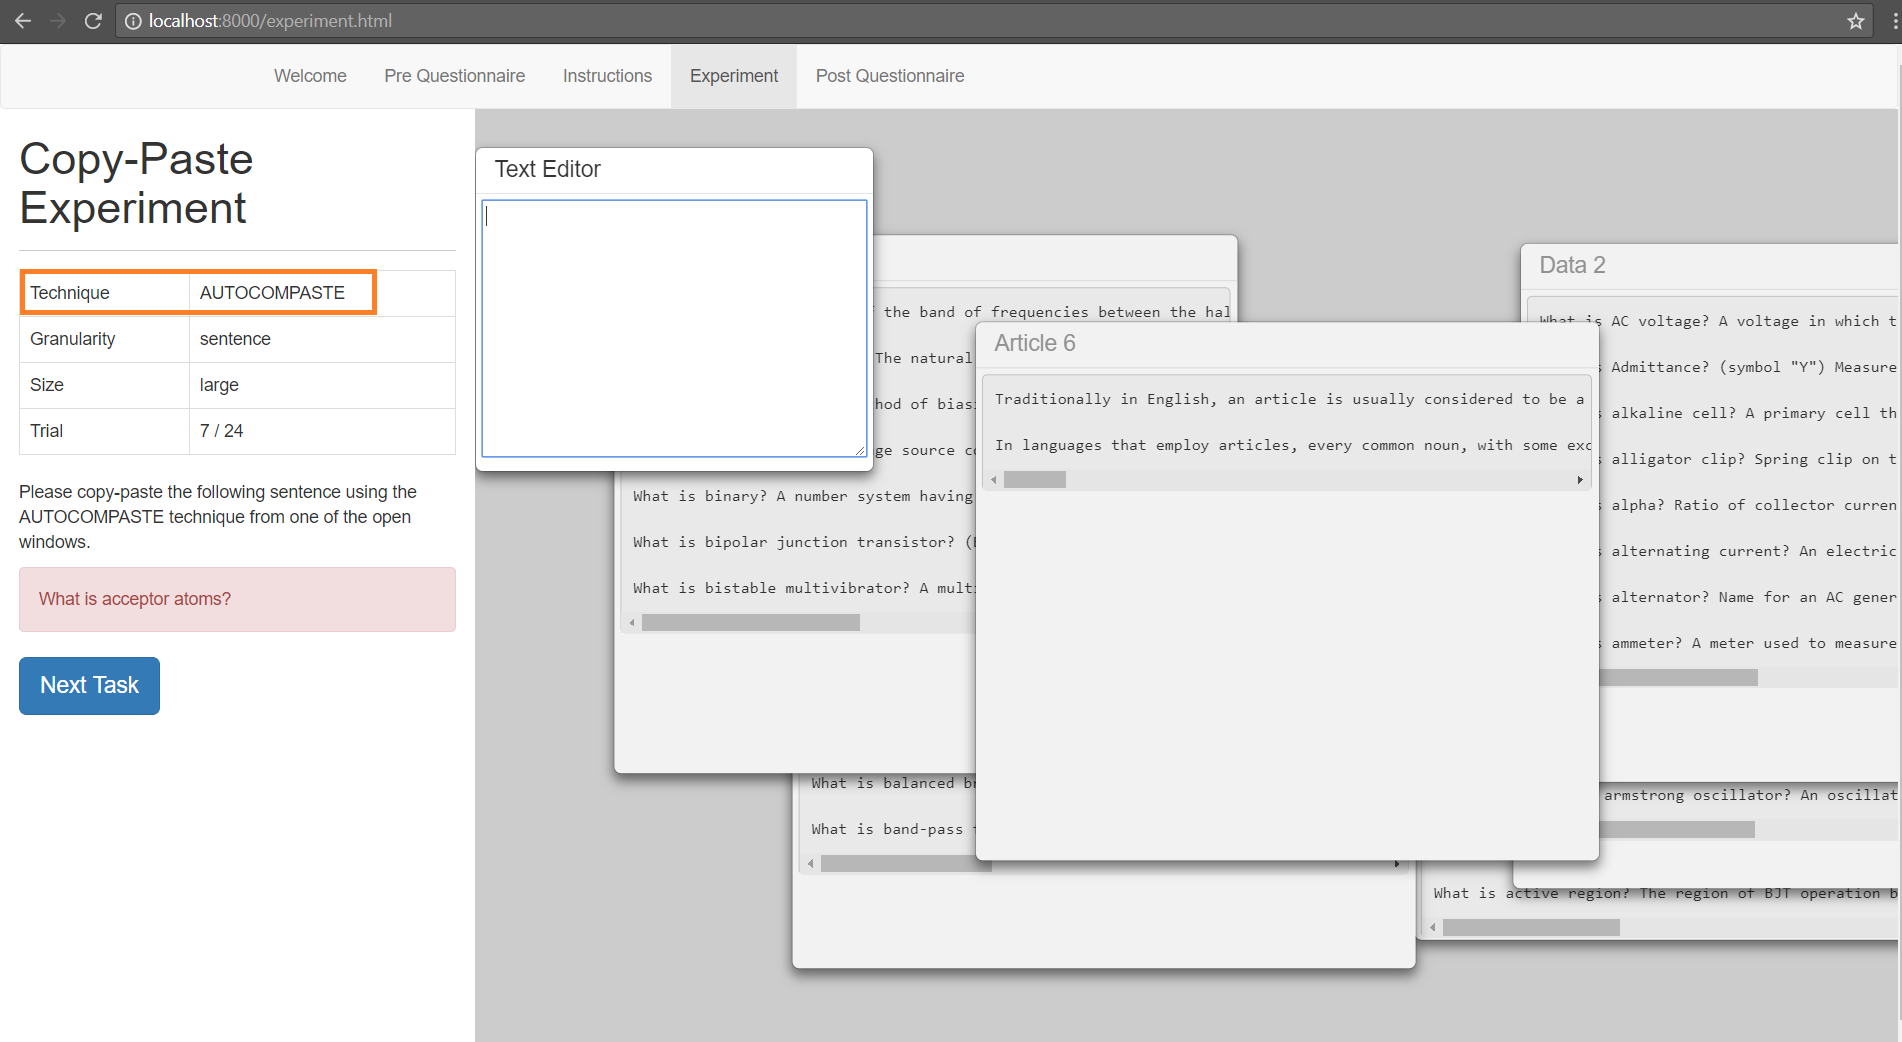 localhost:8000/experiment.html
Welcome Pre Questionnaire Instructions Experiment Post Questionnaire
Copy-Paste
Experiment
Technique AUTOCOMPASTE
Granularity sentence
Size large
Trial 7 / 24
Please copy-paste the following sentence using the
AUTOCOMPASTE technique from one of the open
windows.
What is acceptor atoms?
Next Task
Text Editor
the band of frequencies between the hal
The natural
hod of bias
ge source
What is binary? A number system having
What is bipolar junction transistor?
What is bistable multivibrator? A mult
What is balanced
What is band-pass
Article 6
Traditionally in English, an article is usually considered to be a
In languages that employ articles, every common noun, with some exc
Data 2
What is AC voltage? A voltage in which t
s Admittance? (symbol "Y") Measure
s alkaline cell? A primary cell th
s alligator clip? Spring clip on t
s alpha? Ratio of collector curren
s alternating current? An electric
s alternator? Name for an AC gener
s ammeter? A meter used to measure
armstrong oscillator? An oscillat
What is active region? The region of BJT operation b